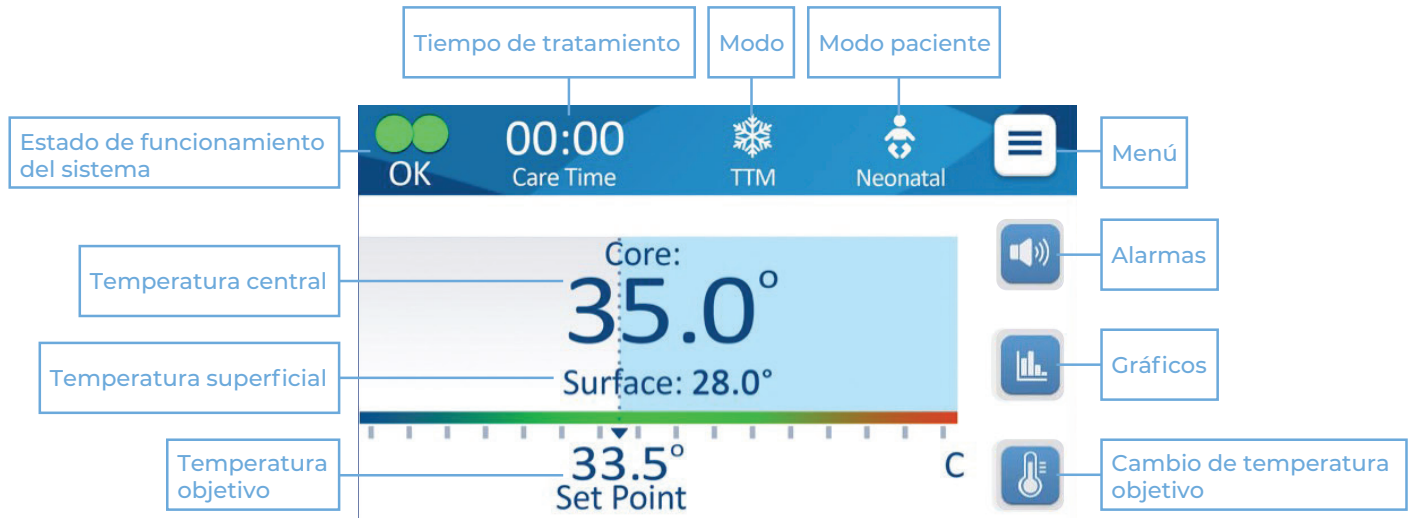 Tiempo de tratamiento
Modo
Modo paciente
Estado de funcionamiento
del sistema
OK
00:00
Care Time
TTM
Neonatal
Menú
Core:
35.0°
Temperatura central
Alarmas
Temperatura superficial
Surface: 28.0°
Gráficos
Temperatura
objetivo
33.5°
Set Point
C
Cambio de temperatura
objetivo